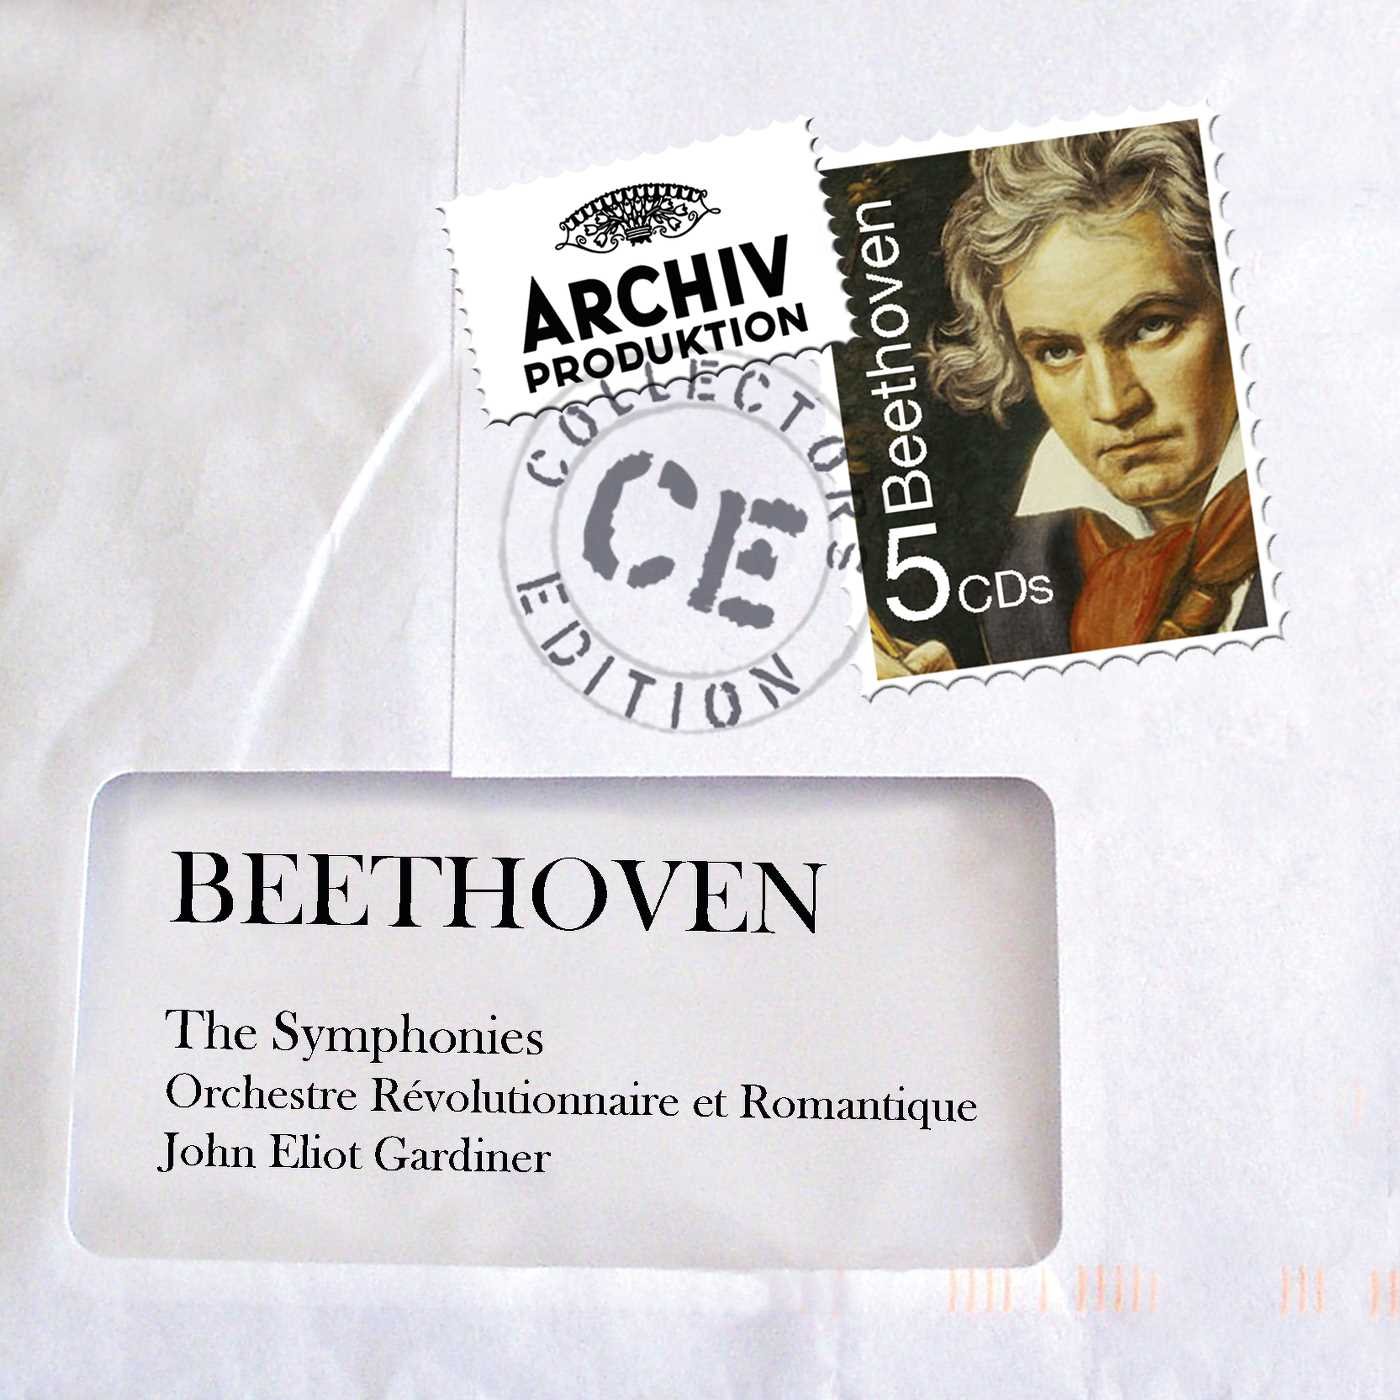 ARCHIV
PRODUKTION
COLLECTORS
CE
EDITION
Beethoven
5 CDs
BEETHOVEN
The Symphonies
Orchestre Révolutionnaire et Romantique
John Eliot Gardiner